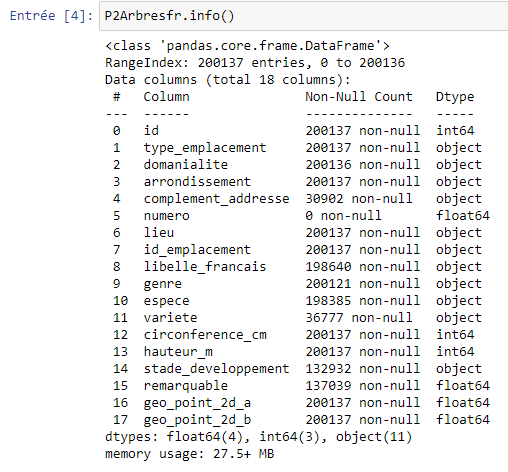 Entrée [4]: P2Arbresfr.info()
<class 'pandas.core.frame.DataFrame'>
RangeIndex: 200137 entries, 0 to 200136
Data columns (total 18 columns):
 #   Column               Non-Null Count   Dtype
---  ------               --------------   -----
 0   id                   200137 non-null  int64
 1   type_emplacement     200137 non-null  object
 2   domanialite          200136 non-null  object
 3   arrondissement       200137 non-null  object
 4   complement_addresse  30902 non-null   object
 5   numero               0 non-null       float64
 6   lieu                 200137 non-null  object
 7   id_emplacement       200137 non-null  object
 8   libelle_francais     198640 non-null  object
 9   genre                200121 non-null  object
 10  espece               198385 non-null  object
 11  variete              36777 non-null   object
 12  circonference_cm     200137 non-null  int64
 13  hauteur_m            200137 non-null  int64
 14  stade_developpement  132932 non-null  object
 15  remarquable          137039 non-null  float64
 16  geo_point_2d_a       200137 non-null  float64
 17  geo_point_2d_b       200137 non-null  float64
dtypes: float64(4), int64(3), object(11)
memory usage: 27.5+ MB